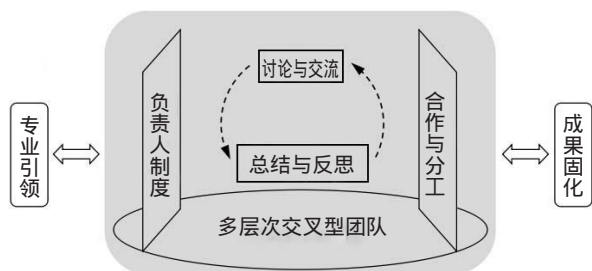 专业引领
负责人制度
讨论与交流
总结与反思
合作与分工
成果固化
多层次交叉型团队